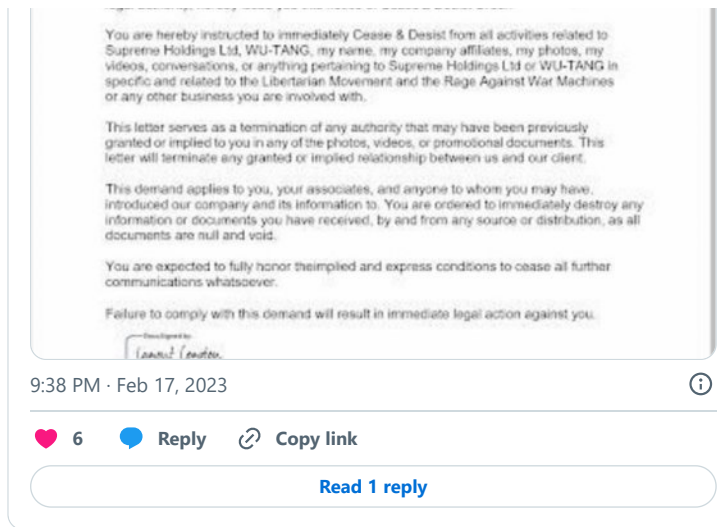 You are hereby instructed to immediately Cease & Desist from all activities related to
Supreme Holdings Ltd, WU-TANG, my name, my company affiliates, my photos, my
videos, conversations, or anything pertaining to Supreme Holdings Ltd or WU-TANG in
specific and related to the Libertarian Movement and the Rage Against War Machines
or any other business you are involved with.
This letter serves as a termination of any authority that may have been previously
granted or implied to you in any of the photos, videos, or promotional documents. This
letter will terminate any granted or implied relationship between us and our client.
This demand applies to you, your associates, and anyone to whom you may have,
introduced our company and its information to. You are ordered to immediately destroy any
information or documents you have received, by and from any source or distribution, as all
documents are null and void.
You are expected to fully honor theimplied and express conditions to cease all further
communications whatsoever.
Failure to comply with this demand will result in immediate legal action against you.
9:38 PM · Feb 17, 2023
6 Reply Copy link
Read 1 reply